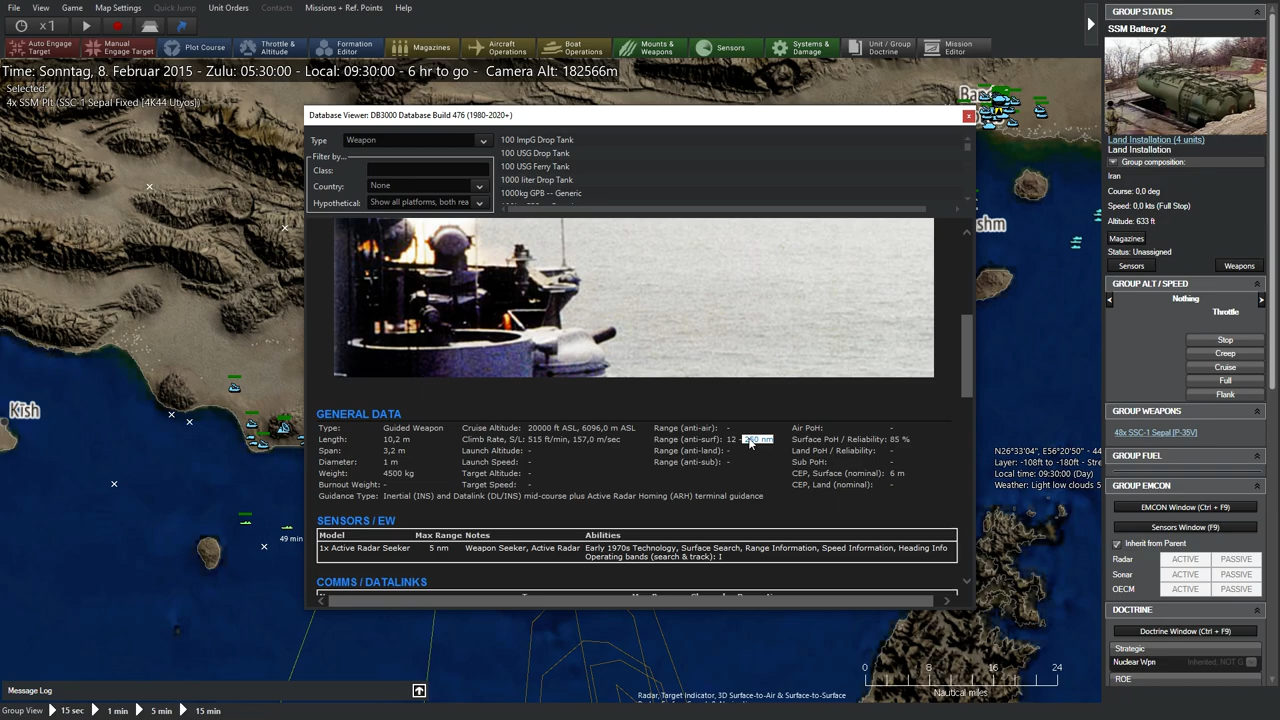 File View Game Map Settings Quick Jump Unit Orders Contacts Missions + Ref. Points Help
x1
Auto Engage Target Manual Engage Target Plot Course Throttle & Altitude Formation Editor Magazines Aircraft Operations Boat Operations Mounts & Weapons Sensors Systems & Damage Unit / Group Doctrine Mission Editor
Time: Sonntag, 8. Februar 2015 - Zulu: 05:30:00 - Local: 09:30:00 - 6 hr to go - Camera Alt: 182566m
Selected:
4x SSM Plt (SSC-1 Sepal Fixed [4K44 Utyos])
Kish
49 min
Database Viewer: DB3000 Database Build 476 (1980-2020+)
Type Weapon
Filter by...
Class:
Country: None
Hypothetical: Show all platforms, both rea
100 ImpG Drop Tank
100 USG Drop Tank
100 USG Ferry Tank
1000 liter Drop Tank
1000kg GPB -- Generic
GENERAL DATA
Type: Guided Weapon Cruise Altitude: 20000 ft ASL, 6096,0 m ASL Range (anti-air): - Air PoH: -
Length: 10,2 m Climb Rate, S/L: 515 ft/min, 157,0 m/sec Range (anti-surf): 12 - Surface PoH / Reliability: 85 %
Span: 3,2 m Launch Altitude: - Range (anti-land): - Land PoH / Reliability: -
Diameter: 1 m Launch Speed: - Range (anti-sub): - Sub PoH: -
Weight: 4500 kg Target Altitude: - CEP, Surface (nominal): 6 m
Burnout Weight: - Target Speed: - CEP, Land (nominal): -
Guidance Type: Inertial (INS) and Datalink (DL/INS) mid-course plus Active Radar Homing (ARH) terminal guidance
SENSORS / EW
Model Max Range Notes Abilities
1x Active Radar Seeker 5 nm Weapon Seeker, Active Radar Early 1970s Technology, Surface Search, Range Information, Speed Information, Heading Info
Operating bands (search & track): I
COMMS / DATALINKS
N26°33'04", E56°20'50" - 44
Layer: -108ft to -180ft - Stre
Local time: 09:30:00 (Day)
Weather: Light low clouds 5
0 8 16 24
Nautical miles
Radar, Target Indicator, 3D Surface-to-Air & Surface-to-Surface
Message Log
Group View 15 sec 1 min 5 min 15 min
GROUP STATUS
SSM Battery 2
Land Installation (4 units)
Land Installation
Group composition:
Iran
Course: 0,0 deg
Speed: 0,0 kts (Full Stop)
Altitude: 633 ft
Magazines
Status: Unassigned
Sensors Weapons
GROUP ALT / SPEED
Nothing
Throttle
Stop
Creep
Cruise
Full
Flank
GROUP WEAPONS
48x SSC-1 Sepal [P-35V]
GROUP FUEL
GROUP EMCON
EMCON Window (Ctrl + F9)
Sensors Window (F9)
Inherit from Parent
Radar ACTIVE PASSIVE
Sonar ACTIVE PASSIVE
OECM ACTIVE PASSIVE
DOCTRINE
Doctrine Window (Ctrl + F9)
Strategic
Nuclear Wpn Inherited, NOT G
ROE